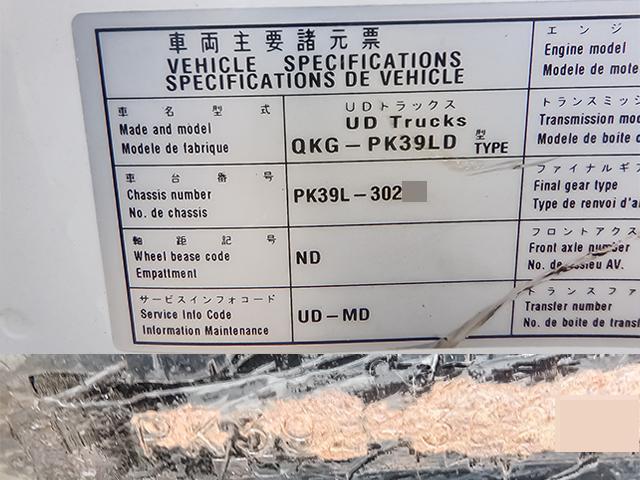 車両主要諸元票
VEHICLE SPECIFICATIONS
SPECIFICATIONS DE VEHICLE
車名型式
Made and model
Modele de fabrique
UDトラックス
UD Trucks
QKG-PK39LD 型 TYPE
車台番号
Chassis number
No. de chassis
PK39L-302
軸距記号
Wheel bease code
Empattment
ND
サービスインフォコード
Service Info Code
Information Maintenance
UD-MD
エンジ
Engine model
Modele de mote
トランスミッシ
Transmission mod
Modele de boite d
ファイナルギ
Final gear type
Type de renvoi d'a
フロントアクス
Front axle number
No. de essieu AV.
トランスファ
Transfer number
No. de boite de transf